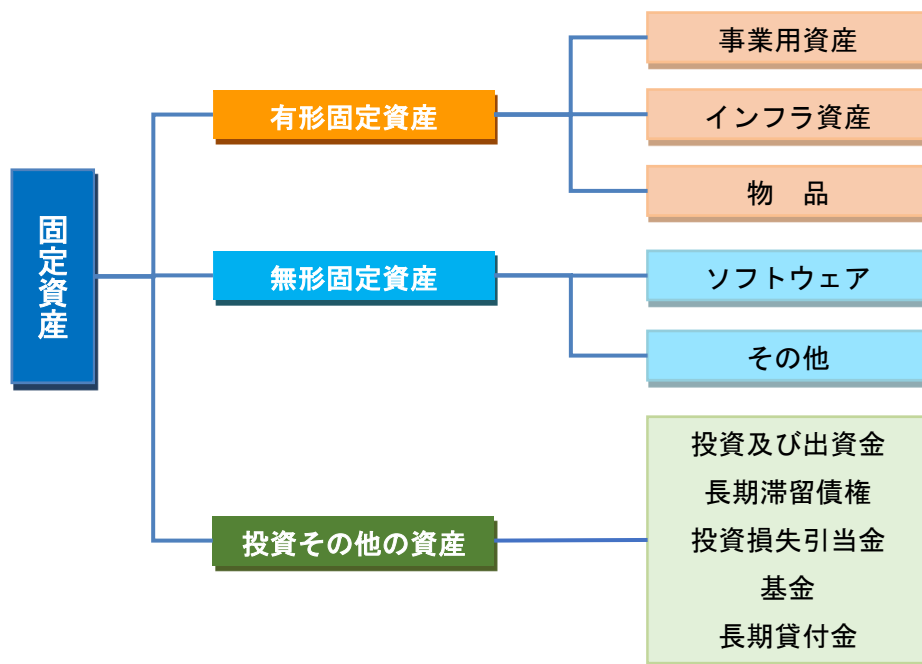 固定資産
有形固定資産
事業用資産
インフラ資産
物　品
無形固定資産
ソフトウェア
その他
投資その他の資産
投資及び出資金
長期滞留債権
投資損失引当金
基金
長期貸付金